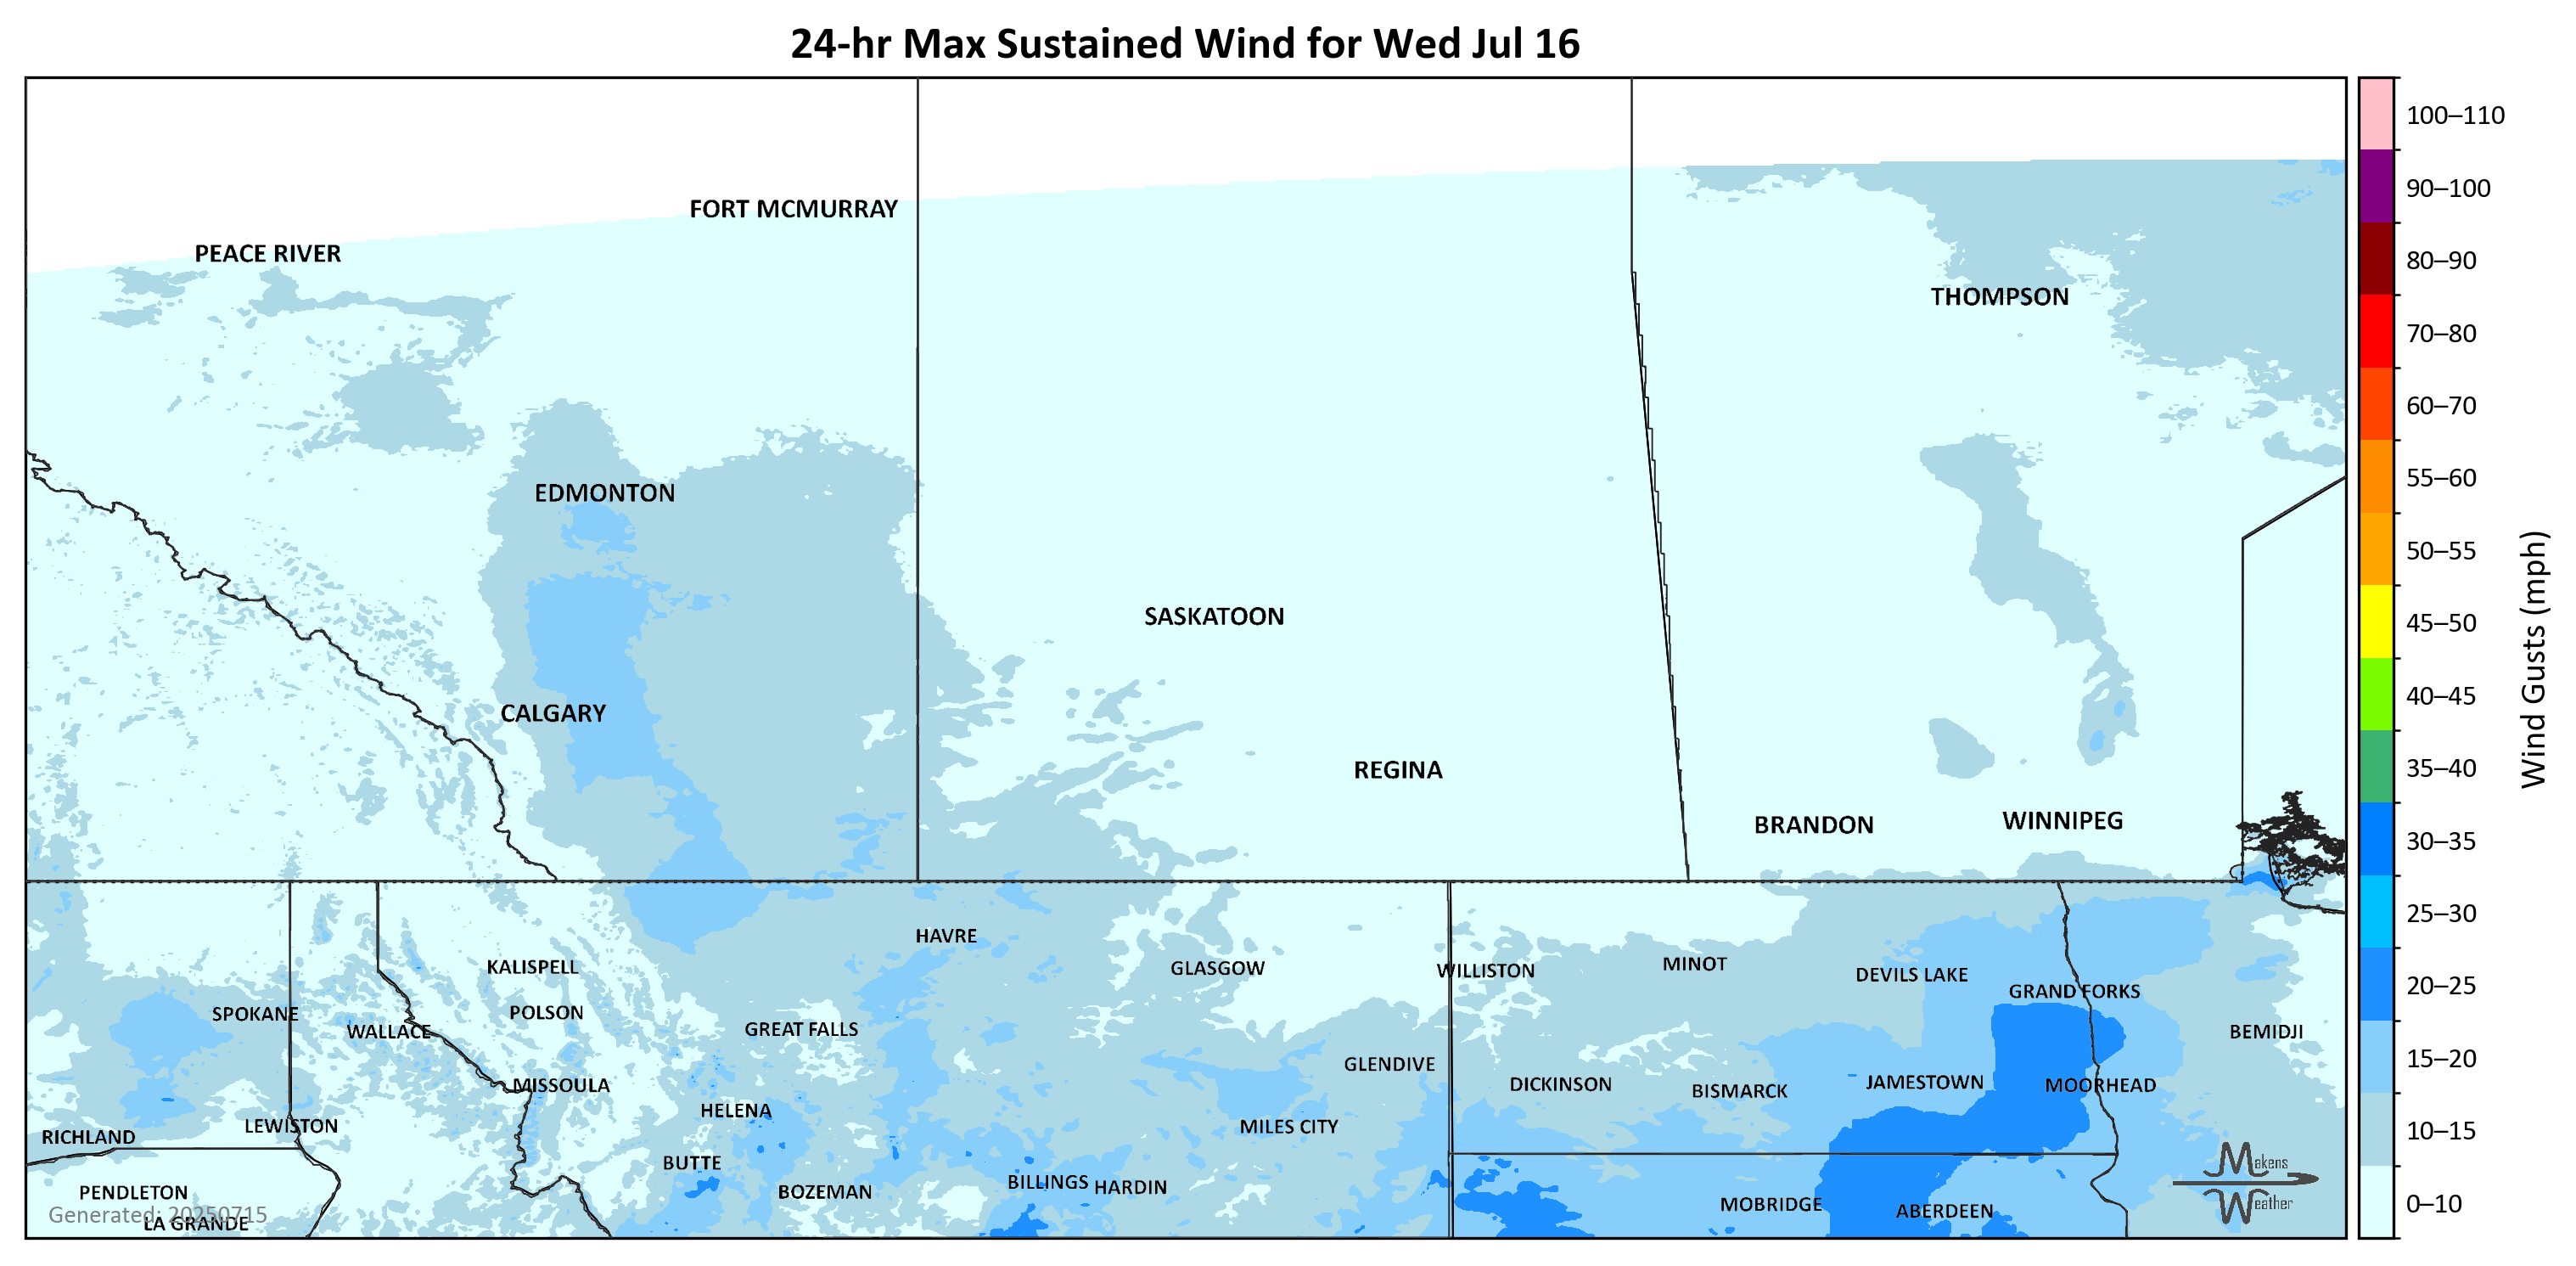 24-hr Max Sustained Wind for Wed Jul 16
FORT MCMURRAY
PEACE RIVER
THOMPSON
EDMONTON
SASKATOON
CALGARY
REGINA
BRANDON
WINNIPEG
HAVRE
KALISPELL
GLASGOW
WILLISTON
MINOT
DEVILS LAKE
GRAND FORKS
SPOKANE
POLSON
WALLACE
GREAT FALLS
BEMIDJI
GLENDIVE
MISSOULA
DICKINSON
BISMARCK
JAMESTOWN
MOORHEAD
HELENA
LEWISTON
MILES CITY
RICHLAND
BUTTE
BILLINGS
HARDIN
PENDLETON
BOZEMAN
MOBRIDGE
ABERDEEN
Generated: 20250715
LA GRANDE
Makens
Weather
100–110
90–100
80–90
70–80
60–70
55–60
50–55
45–50
40–45
35–40
30–35
25–30
20–25
15–20
10–15
0–10
Wind Gusts (mph)